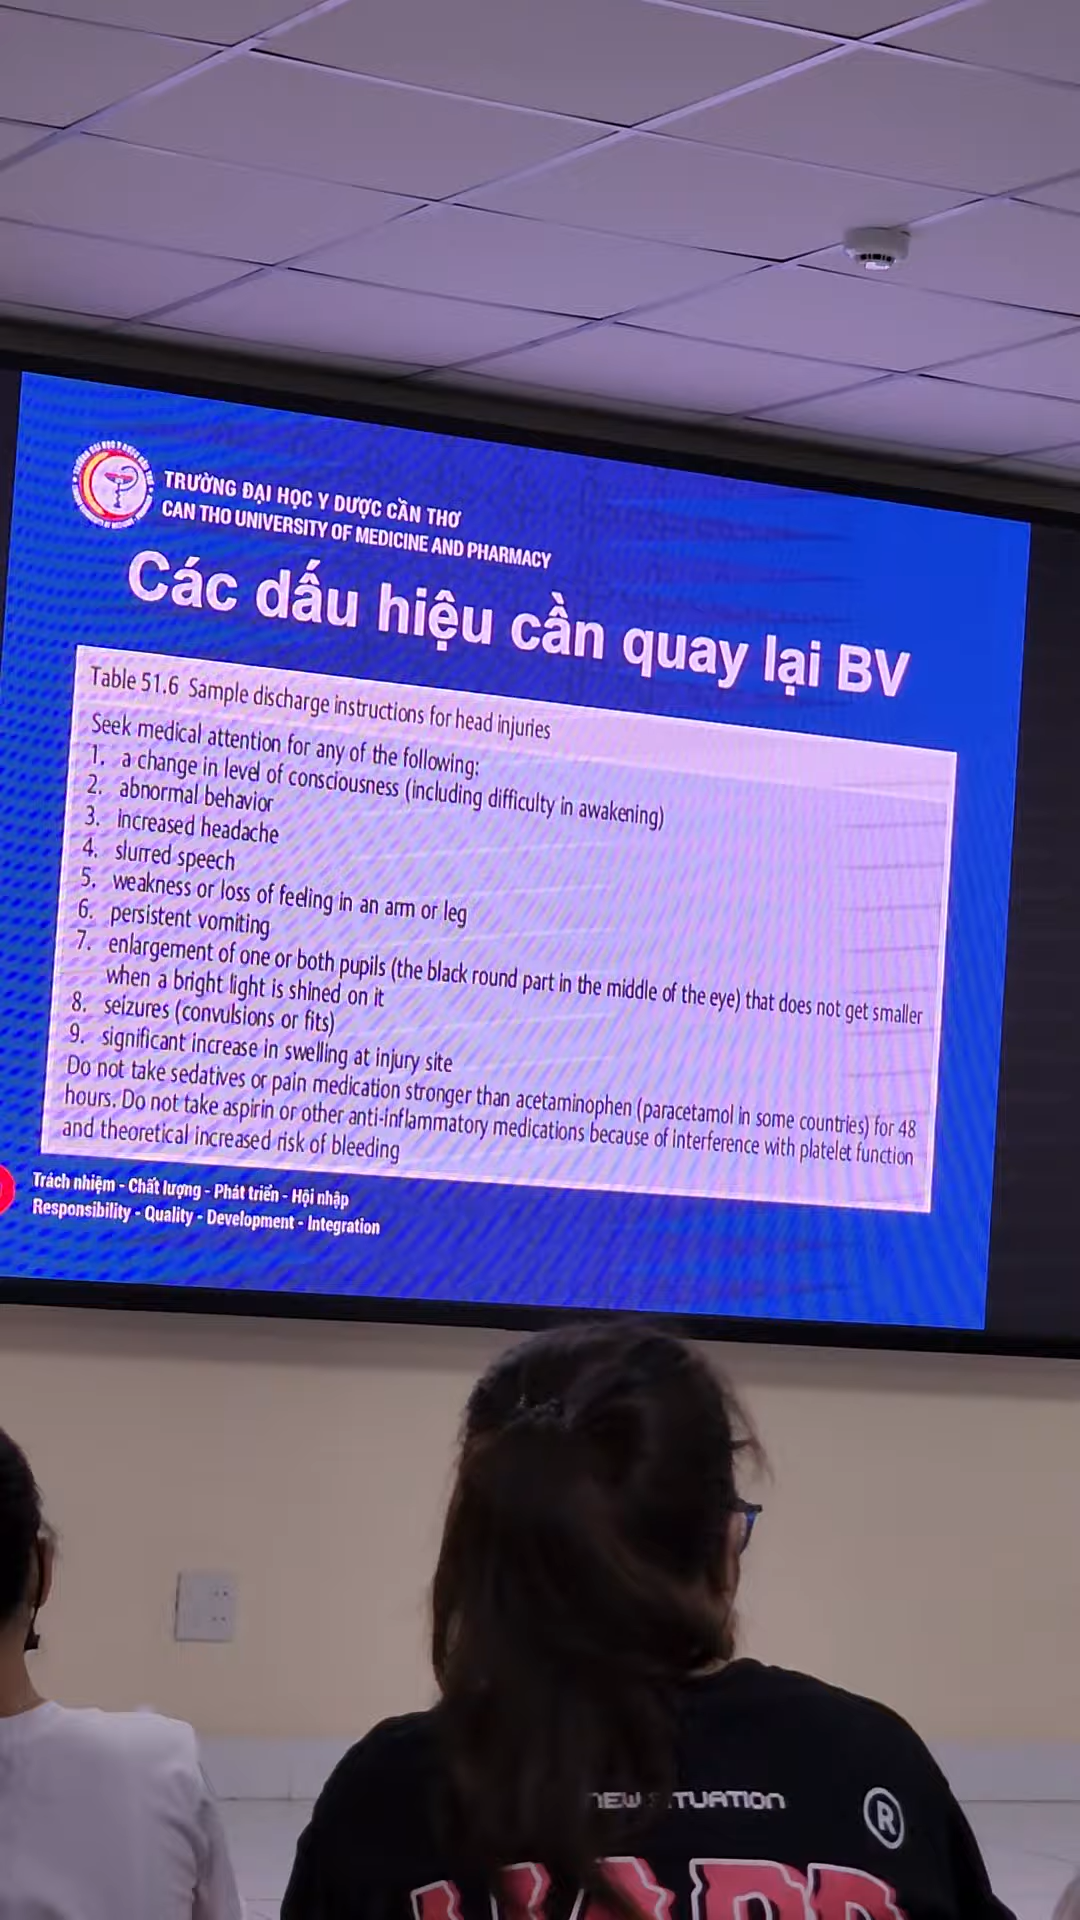 TRƯỜNG ĐẠI HỌC Y DƯỢC CẦN THƠ
CAN THO UNIVERSITY OF MEDICINE AND PHARMACY
Các dấu hiệu cần quay lại BV
Table 51.6 Sample discharge instructions for head injuries
Seek medical attention for any of the following:
1. a change in level of consciousness (including difficulty in awakening)
2. abnormal behavior
3. increased headache
4. slurred speech
5. weakness or loss of feeling in an arm or leg
6. persistent vomiting
7. enlargement of one or both pupils (the black round part in the middle of the eye) that does not get smaller
when a bright light is shined on it
8. seizures (convulsions or fits)
9. significant increase in swelling at injury site
Do not take sedatives or pain medication stronger than acetaminophen (paracetamol in some countries) for 48
hours. Do not take aspirin or other anti-inflammatory medications because of interference with platelet function
and theoretical increased risk of bleeding
Trách nhiệm - Chất lượng - Phát triển - Hội nhập
Responsibility - Quality - Development - Integration
NEW
®